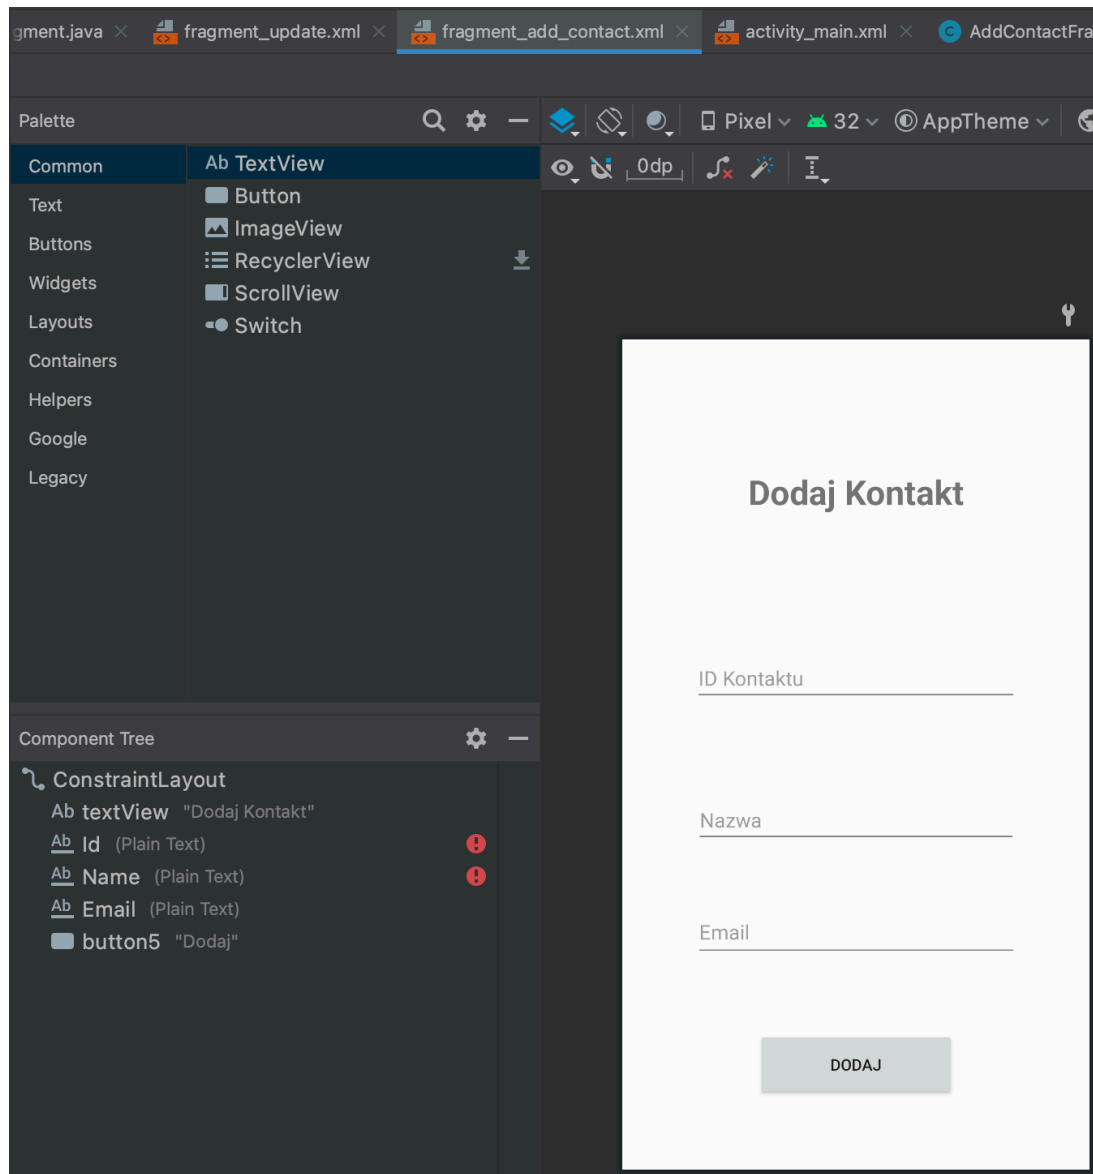 gment.java fragment_update.xml fragment_add_contact.xml activity_main.xml AddContactFra
Palette
Pixel 32 AppTheme
Common
Text
Buttons
Widgets
Layouts
Containers
Helpers
Google
Legacy
Ab TextView
Button
ImageView
RecyclerView
ScrollView
Switch
0dp
Component Tree
ConstraintLayout
Ab textView "Dodaj Kontakt"
Ab Id (Plain Text)
Ab Name (Plain Text)
Ab Email (Plain Text)
button5 "Dodaj"
Dodaj Kontakt
ID Kontaktu
Nazwa
Email
DODAJ